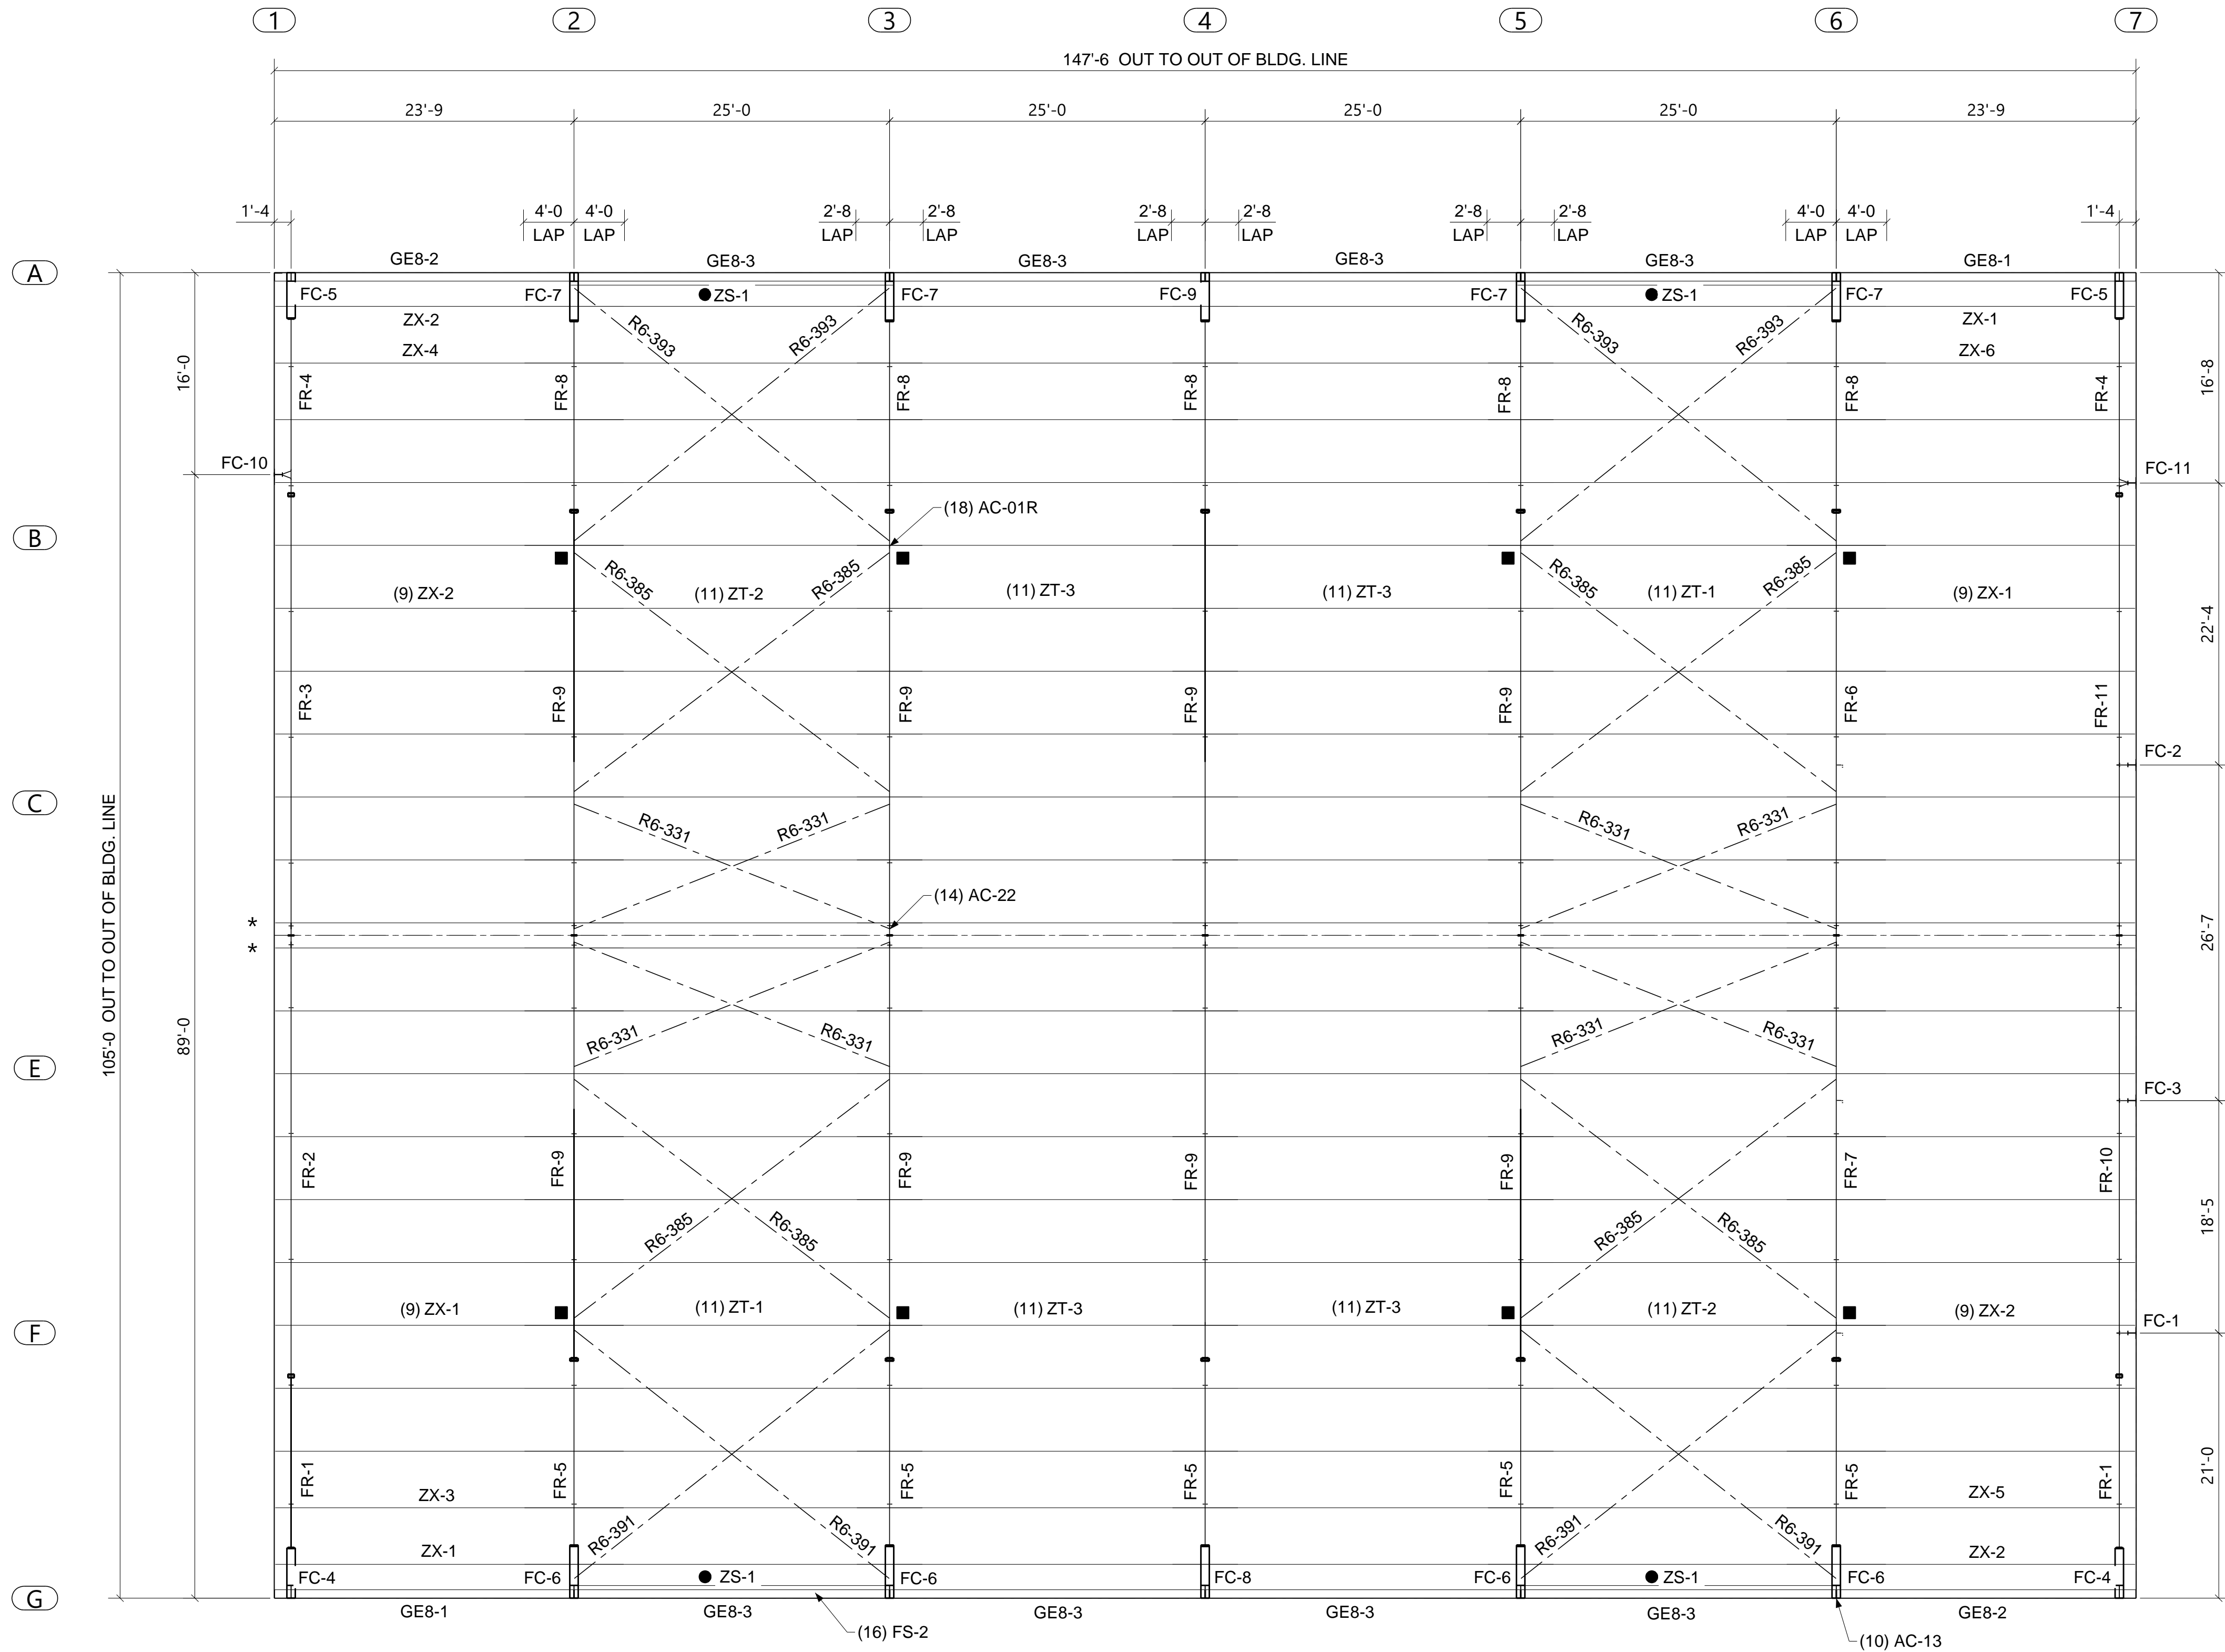 1 2 3 4 5 6 7
147'-6 OUT TO OUT OF BLDG. LINE
23'-9 25'-0 25'-0 25'-0 25'-0 23'-9
1'-4 4'-0 4'-0 2'-8 2'-8 2'-8 2'-8 2'-8 2'-8 4'-0 4'-0 1'-4
LAP LAP LAP LAP LAP LAP LAP LAP LAP LAP
GE8-2 GE8-3 GE8-3 GE8-3 GE8-3 GE8-1
A
FC-5 FC-7 ZS-1 FC-7 FC-9 FC-7 ZS-1 FC-7 FC-5
ZX-2 ZX-1
R6-393 R6-393 R6-393 R6-393
ZX-4 ZX-6
16'-0 16'-8
FR-4 FR-8 FR-8 FR-8 FR-8 FR-8 FR-4
FC-10 FC-11
(18) AC-01R
B
R6-385 R6-385 R6-385 R6-385
(9) ZX-2 (11) ZT-2 (11) ZT-3 (11) ZT-3 (11) ZT-1 (9) ZX-1
22'-4
FR-3 FR-9 FR-9 FR-9 FR-9 FR-6 FR-11
FC-2
C
R6-331 R6-331 R6-331 R6-331
105'-0 OUT TO OUT OF BLDG. LINE
(14) AC-22
*
26'-7
*
89'-0
R6-331 R6-331 R6-331 R6-331
E
FC-3
FR-2 FR-9 FR-9 FR-9 FR-9 FR-7 FR-10
18'-5
R6-385 R6-385 R6-385 R6-385
(9) ZX-1 (11) ZT-1 (11) ZT-3 (11) ZT-3 (11) ZT-2 (9) ZX-2
F
FC-1
FR-1 FR-5 FR-5 FR-5 FR-5 FR-5 FR-1
21'-0
ZX-3 ZX-5
R6-391 R6-391 R6-391 R6-391
ZX-1 ZX-2
FC-4 FC-6 ZS-1 FC-6 FC-8 FC-6 ZS-1 FC-6 FC-4
G
GE8-1 GE8-3 GE8-3 GE8-3 GE8-3 GE8-2
(16) FS-2
(10) AC-13